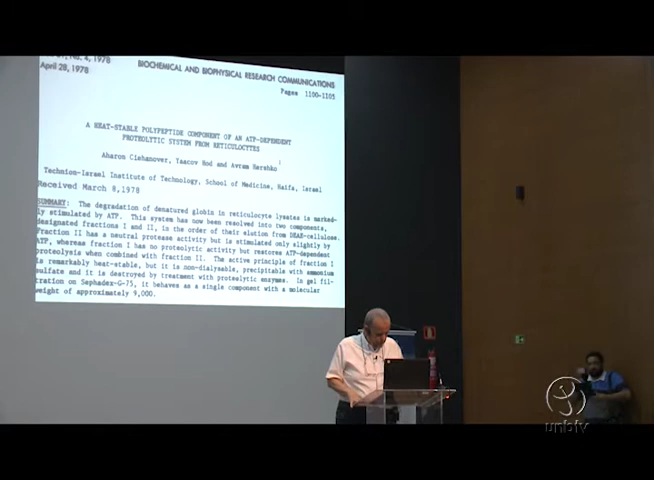 No. 4, 1978
April 28, 1978
BIOCHEMICAL AND BIOPHYSICAL RESEARCH COMMUNICATIONS
Pages 1100-1105
A HEAT-STABLE POLYPEPTIDE COMPONENT OF AN ATP-DEPENDENT
PROTEOLYTIC SYSTEM FROM RETICULOCYTES
Aharon Ciehanover, Yaacov Hod and Avram Hershko
Technion-Israel Institute of Technology, School of Medicine, Haifa, Israel
Received March 8,1978
SUMMARY: The degradation of denatured globin in reticulocyte lysates is marked-
ly stimulated by ATP. This system has now been resolved into two components,
designated fractions I and II, in the order of their elution from DEAE-cellulose.
Fraction II has a neutral protease activity but is stimulated only slightly by
ATP, whereas fraction I has no proteolytic activity but restores ATP-dependent
proteolysis when combined with fraction II. The active principle of fraction I
is remarkably heat-stable, but it is non-dialysable, precipitable with ammonium
sulfate and it is destroyed by treatment with proteolytic enzymes. In gel fil-
tration on Sephadex-G-75, it behaves as a single component with a molecular
weight of approximately 9,000.
unbtv